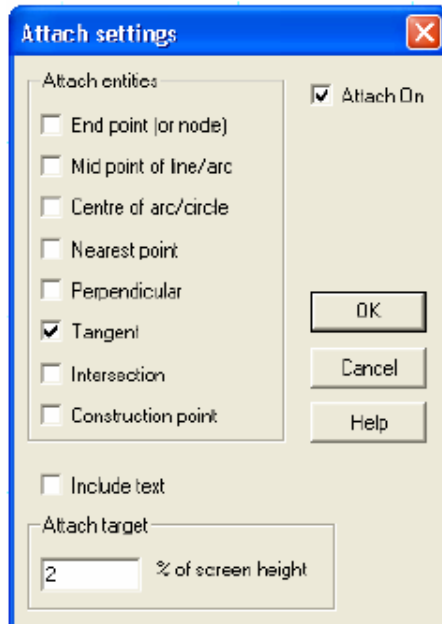 Attach settings
Attach entities
Attach On
End point (or node)
Mid point of line/arc
Centre of arc/circle
Nearest point
Perpendicular
OK
Tangent
Cancel
Intersection
Construction point
Help
Include text
Attach target
2 % of screen height